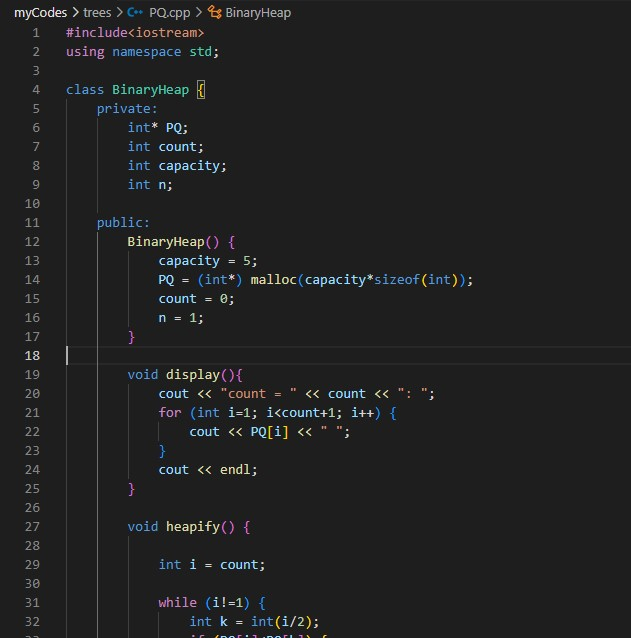 myCodes > trees > PQ.cpp > BinaryHeap
1 #include<iostream>
2 using namespace std;
3
4 class BinaryHeap {
5     private:
6         int* PQ;
7         int count;
8         int capacity;
9         int n;
10
11     public:
12         BinaryHeap() {
13             capacity = 5;
14             PQ = (int*) malloc(capacity*sizeof(int));
15             count = 0;
16             n = 1;
17         }
18
19         void display(){
20             cout << "count = " << count << ": ";
21             for (int i=1; i<count+1; i++) {
22                 cout << PQ[i] << " ";
23             }
24             cout << endl;
25         }
26
27         void heapify() {
28
29             int i = count;
30
31             while (i!=1) {
32                 int k = int(i/2);